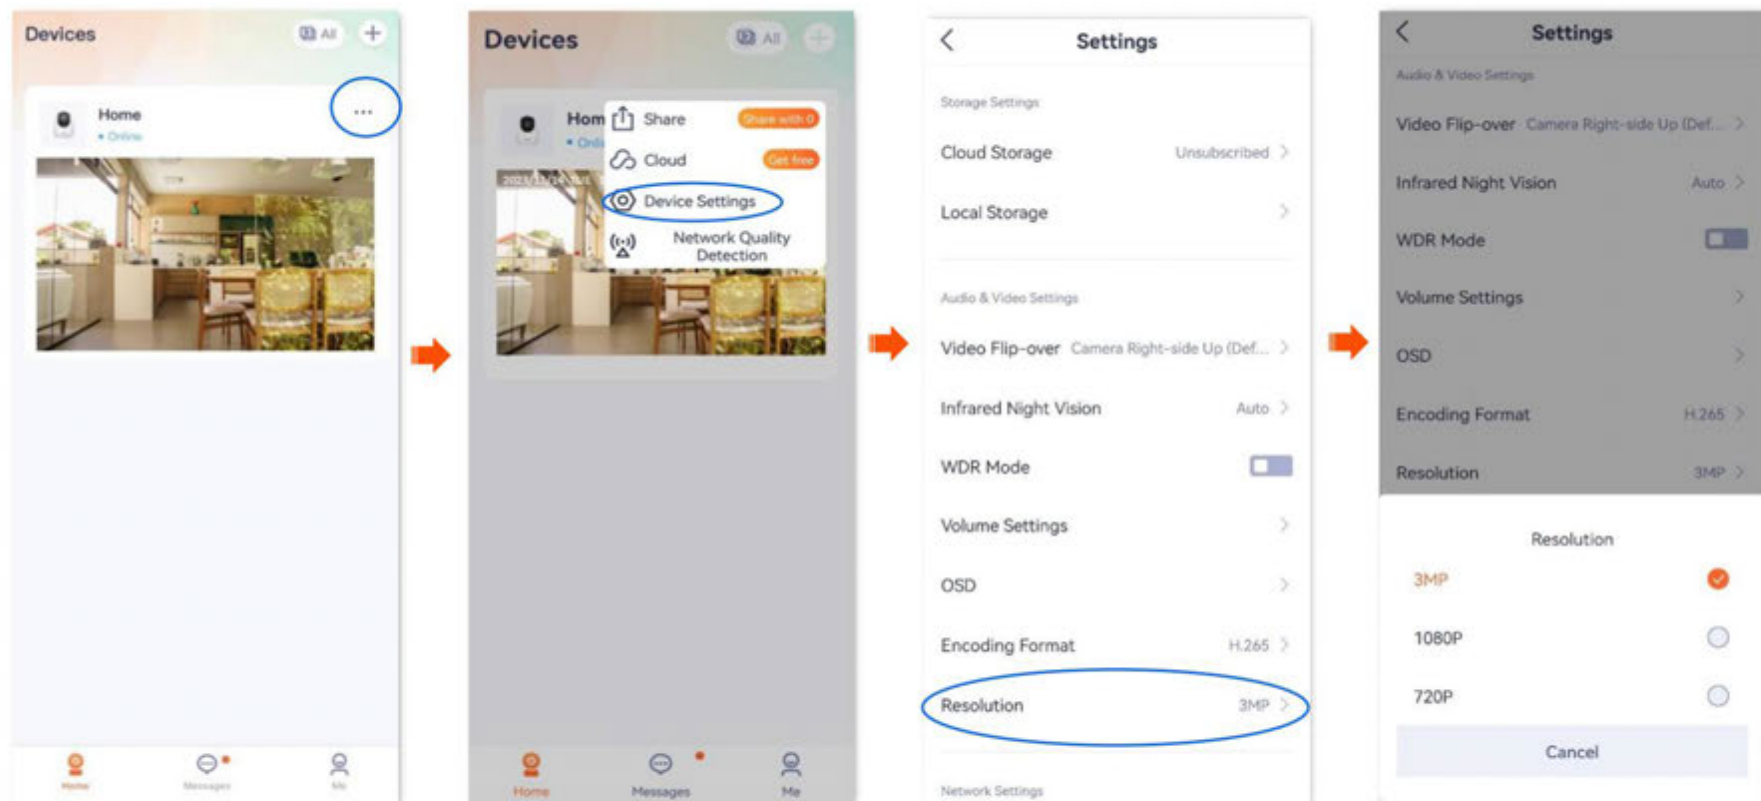 Devices
All
Home
Online
Home
Messages
Me
Devices
All
Hom
Share
Share with 0
Onli
Cloud
Get free
Device Settings
Network Quality
Detection
Home
Messages
Me
Settings
Storage Settings
Cloud Storage Unsubscribed
Local Storage
Audio & Video Settings
Video Flip-over Camera Right-side Up (Def...
Infrared Night Vision Auto
WDR Mode
Volume Settings
OSD
Encoding Format H.265
Resolution 3MP
Network Settings
Settings
Audio & Video Settings
Video Flip-over Camera Right-side Up (Def...
Infrared Night Vision Auto
WDR Mode
Volume Settings
OSD
Encoding Format H.265
Resolution 3MP
Resolution
3MP
1080P
720P
Cancel